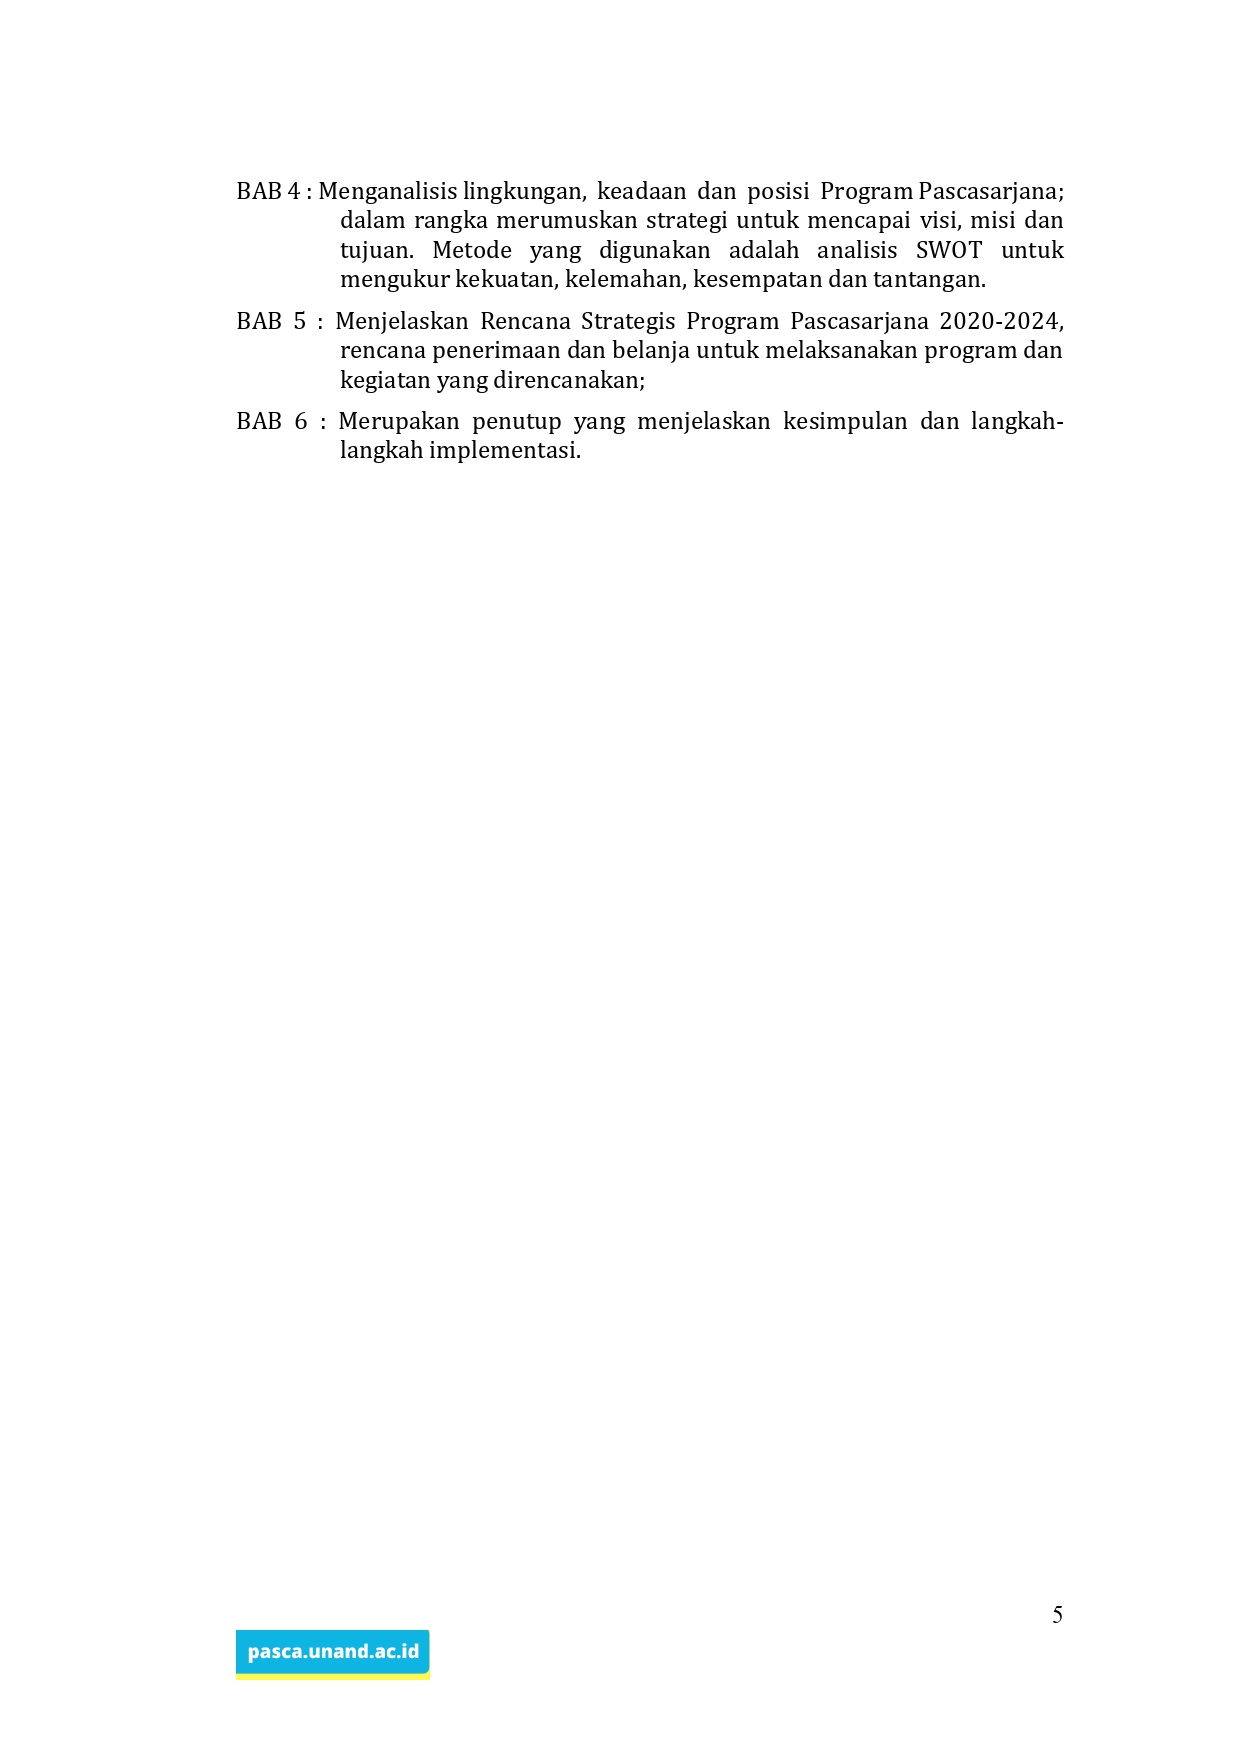 BAB 4 : Menganalisis lingkungan, keadaan dan posisi Program Pascasarjana;
dalam rangka merumuskan strategi untuk mencapai visi, misi dan
tujuan. Metode yang digunakan adalah analisis SWOT untuk
mengukur kekuatan, kelemahan, kesempatan dan tantangan.
BAB 5 : Menjelaskan Rencana Strategis Program Pascasarjana 2020-2024,
rencana penerimaan dan belanja untuk melaksanakan program dan
kegiatan yang direncanakan;
BAB 6 : Merupakan penutup yang menjelaskan kesimpulan dan langkah-
langkah implementasi.
5
pasca.unand.ac.id